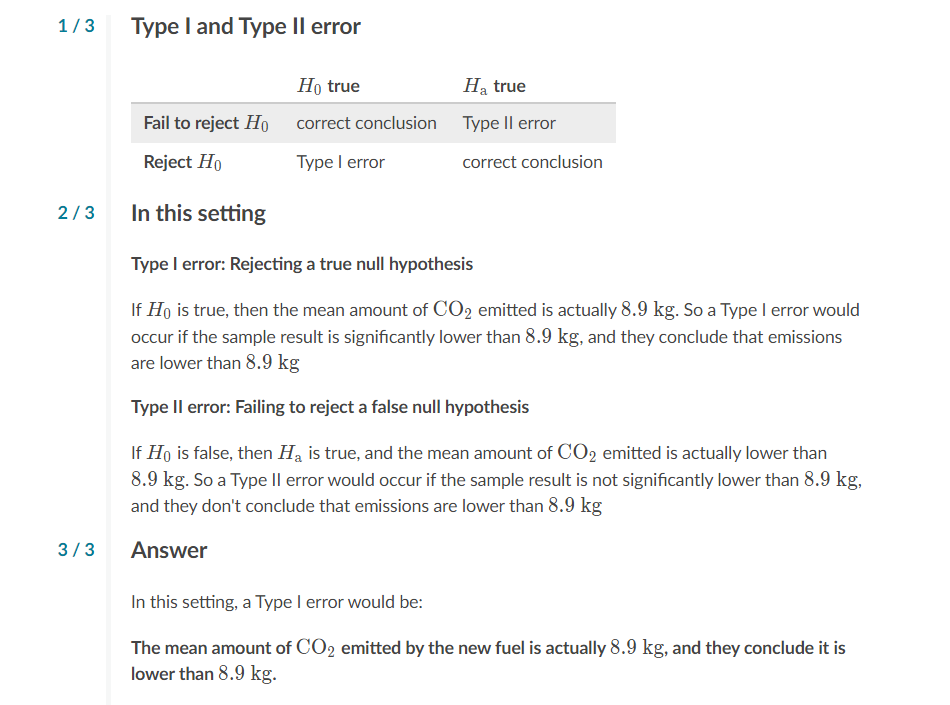 1 / 3 Type I and Type II error
H₀ true Hₐ true
Fail to reject H₀ correct conclusion Type II error
Reject H₀ Type I error correct conclusion
2 / 3 In this setting
Type I error: Rejecting a true null hypothesis
If H₀ is true, then the mean amount of CO₂ emitted is actually 8.9 kg. So a Type I error would
occur if the sample result is significantly lower than 8.9 kg, and they conclude that emissions
are lower than 8.9 kg
Type II error: Failing to reject a false null hypothesis
If H₀ is false, then Hₐ is true, and the mean amount of CO₂ emitted is actually lower than
8.9 kg. So a Type II error would occur if the sample result is not significantly lower than 8.9 kg,
and they don't conclude that emissions are lower than 8.9 kg
3 / 3 Answer
In this setting, a Type I error would be:
The mean amount of CO₂ emitted by the new fuel is actually 8.9 kg, and they conclude it is
lower than 8.9 kg.